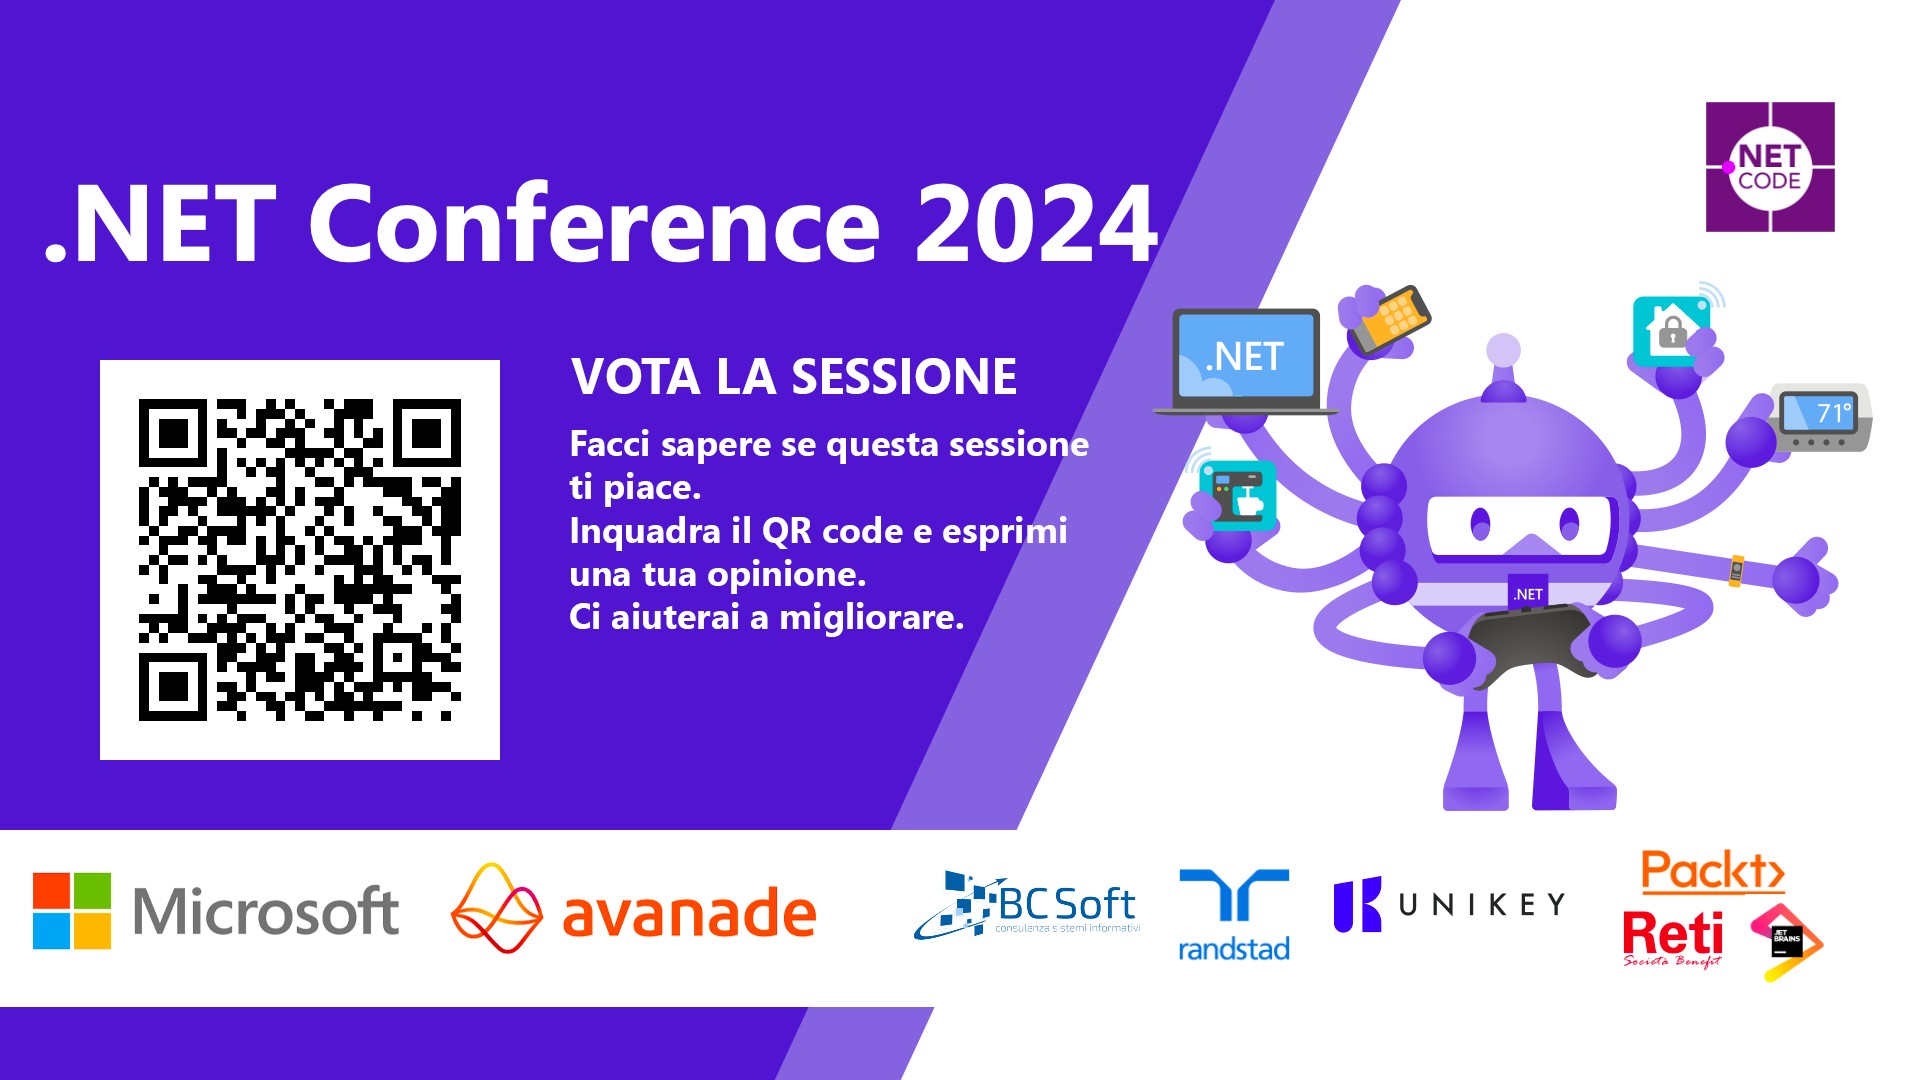 .NET Conference 2024
NET
CODE
VOTA LA SESSIONE
Facci sapere se questa sessione
ti piace.
Inquadra il QR code e esprimi
una tua opinione.
Ci aiuterai a migliorare.
.NET
71°
.NET
Microsoft
avanade
BC Soft
consulenza sistemi informativi
randstad
UNIKEY
Packt>
Reti
Società Benefit
JET
BRAINS